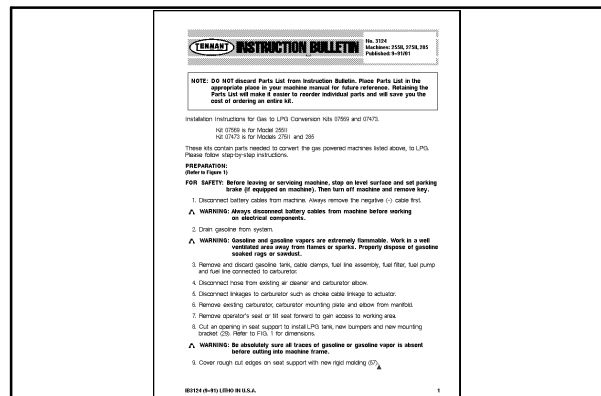 TENNANT INSTRUCTION BULLETIN
No. 3124
Machines: 255II, 275II, 285
Published: 9-91/01
NOTE: DO NOT discard Parts List from Instruction Bulletin. Place Parts List in the
appropriate place in your machine manual for future reference. Retaining the
Parts List will make it easier to reorder individual parts and will save you the
cost of ordering an entire kit.
Installation Instructions for Gas to LPG Conversion Kits 07569 and 07473.
Kit 07569 is for Model 255II
Kit 07473 is for Models 275II and 285
These kits contain parts needed to convert the gas powered machines listed above, to LPG.
Please follow step-by-step instructions.
PREPARATION:
(Refer to Figure 1)
FOR SAFETY: Before leaving or servicing machine, stop on level surface and set parking
brake (if equipped on machine). Then turn off machine and remove key.
1. Disconnect battery cables from machine. Always remove the negative (-) cable first.
WARNING: Always disconnect battery cables from machine before working
on electrical components.
2. Drain gasoline from system.
WARNING: Gasoline and gasoline vapors are extremely flammable. Work in a well
ventilated area away from flames or sparks. Properly dispose of gasoline
soaked rags or sawdust.
3. Remove and discard gasoline tank, cable clamps, fuel line assembly, fuel filter, fuel pump
and fuel line connected to carburetor.
4. Disconnect hose from existing air cleaner and carburetor elbow.
5. Disconnect linkages to carburetor such as choke cable linkage to actuator.
6. Remove existing carburetor, carburetor mounting plate and elbow from manifold.
7. Remove operator's seat or tilt seat forward to gain access to working area.
8. Cut an opening in seat support to install LPG tank, new bumpers and new mounting
bracket (29). Refer to FIG. 1 for dimensions.
WARNING: Be absolutely sure all traces of gasoline or gasoline vapor is absent
before cutting into machine frame.
9. Cover rough cut edges on seat support with new rigid molding (57).
IB3124 (9-91) LITHO IN U.S.A.
1